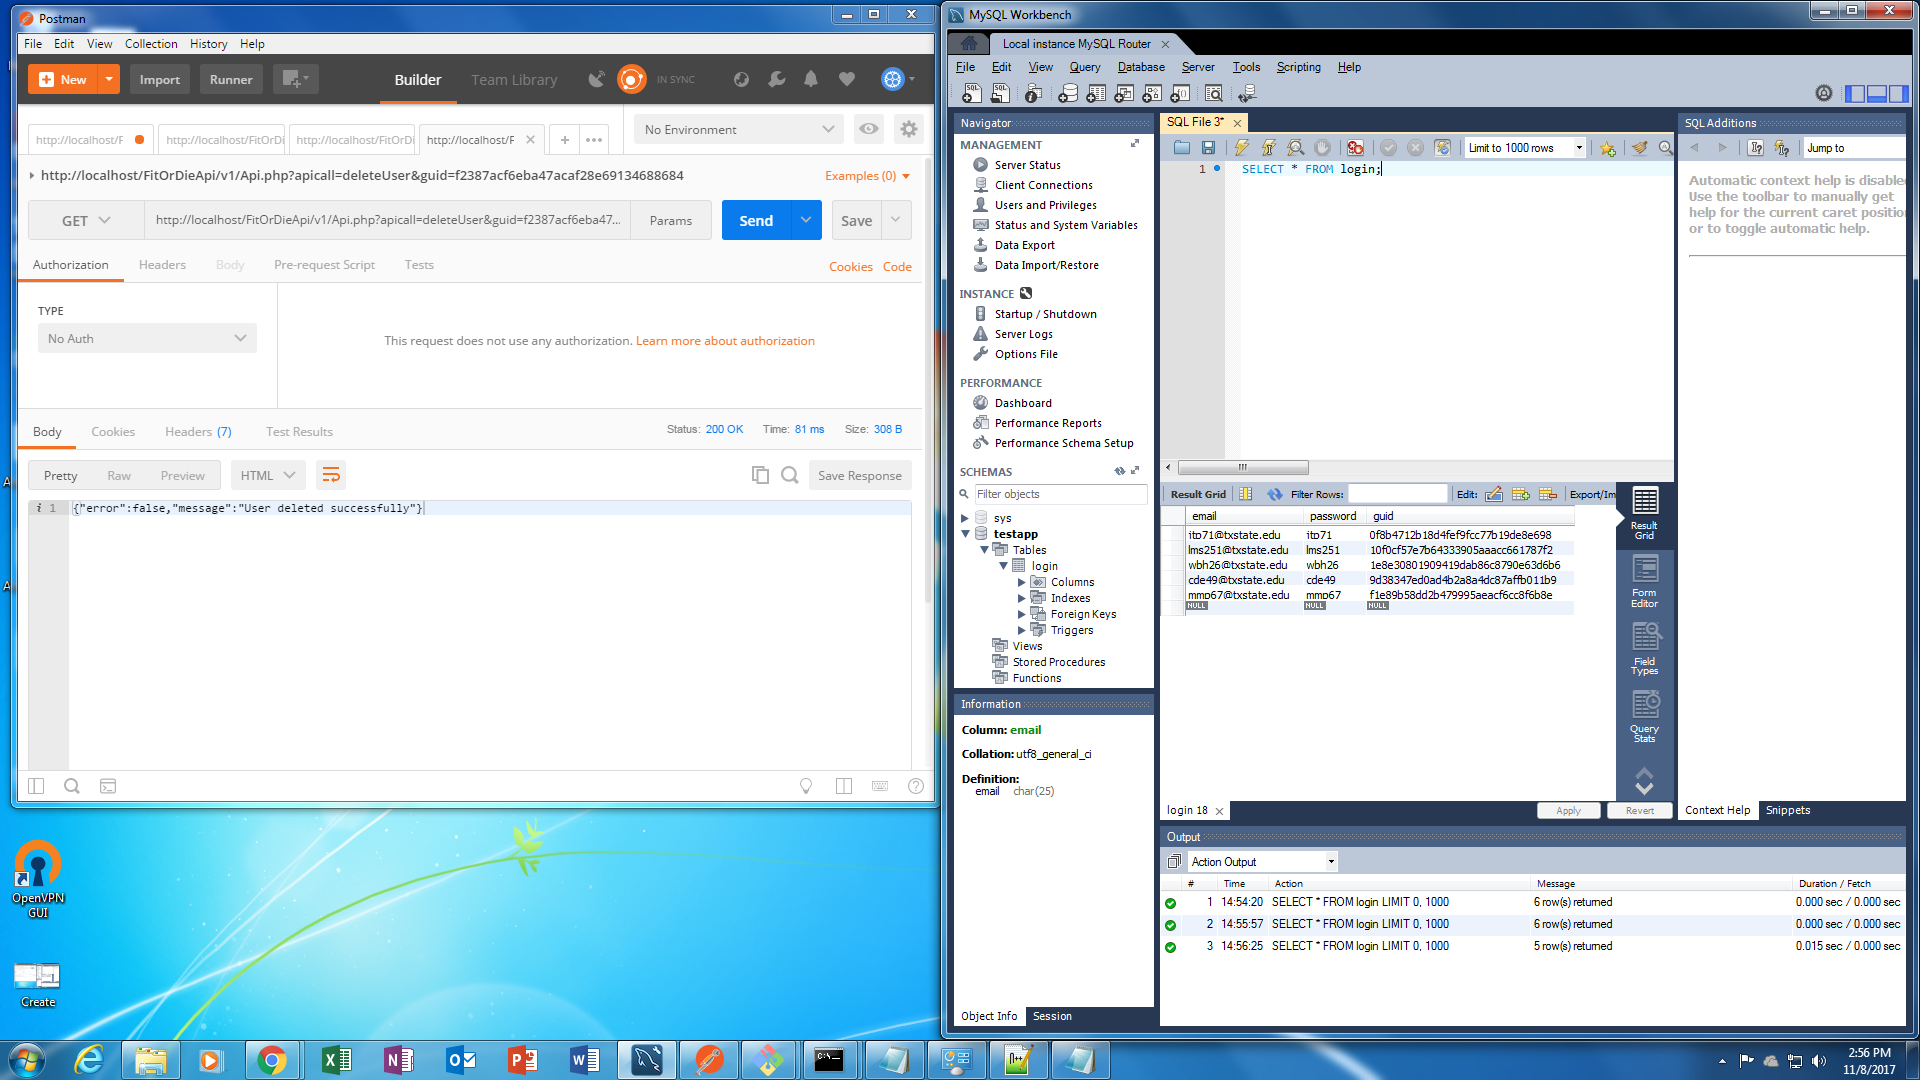 Postman
File Edit View Collection History Help
New Import Runner Builder Team Library IN SYNC
http://localhost/F http://localhost/FitOrDi http://localhost/FitOrDi http://localhost/F No Environment
http://localhost/FitOrDieApi/v1/Api.php?apicall=deleteUser&guid=f2387acf6eba47acaf28e69134688684 Examples (0)
GET http://localhost/FitOrDieApi/v1/Api.php?apicall=deleteUser&guid=f2387acf6eba47... Params Send Save
Authorization Headers Body Pre-request Script Tests Cookies Code
TYPE
No Auth
This request does not use any authorization. Learn more about authorization
Body Cookies Headers (7) Test Results Status: 200 OK Time: 81 ms Size: 308 B
Pretty Raw Preview HTML Save Response
i 1 {"error":false,"message":"User deleted successfully"}
OpenVPN
GUI
Create
MySQL Workbench
Local instance MySQL Router
File Edit View Query Database Server Tools Scripting Help
Navigator
MANAGEMENT
Server Status
Client Connections
Users and Privileges
Status and System Variables
Data Export
Data Import/Restore
INSTANCE
Startup / Shutdown
Server Logs
Options File
PERFORMANCE
Dashboard
Performance Reports
Performance Schema Setup
SCHEMAS
Filter objects
sys
testapp
Tables
login
Columns
Indexes
Foreign Keys
Triggers
Views
Stored Procedures
Functions
Information
Column: email
Collation: utf8_general_ci
Definition:
email char(25)
Object Info Session
SQL File 3*
Limit to 1000 rows
1 SELECT * FROM login;
Result Grid Filter Rows: Edit: Export/Im
email password guid
itp71@txstate.edu itp71 0f8b4712b18d4fef9fcc77b19de8e698
lms251@txstate.edu lms251 10f0cf57e7b64333905aaacc661787f2
wbh26@txstate.edu wbh26 1e8e30801909419dab86c8790e63d6b6
cde49@txstate.edu cde49 9d38347ed0ad4b2a8a4dc87affb011b9
mmp67@txstate.edu mmp67 f1e89b58dd2b479995aeacf6cc8f6b8e
NULL NULL NULL
Result
Grid
Form
Editor
Field
Types
Query
Stats
login 18 Apply Revert
SQL Additions
Jump to
Automatic context help is disable
Use the toolbar to manually get
help for the current caret position
or to toggle automatic help.
Context Help Snippets
Output
Action Output
# Time Action Message Duration / Fetch
1 14:54:20 SELECT * FROM login LIMIT 0, 1000 6 row(s) returned 0.000 sec / 0.000 sec
2 14:55:57 SELECT * FROM login LIMIT 0, 1000 6 row(s) returned 0.000 sec / 0.000 sec
3 14:56:25 SELECT * FROM login LIMIT 0, 1000 5 row(s) returned 0.015 sec / 0.000 sec
2:56 PM
11/8/2017